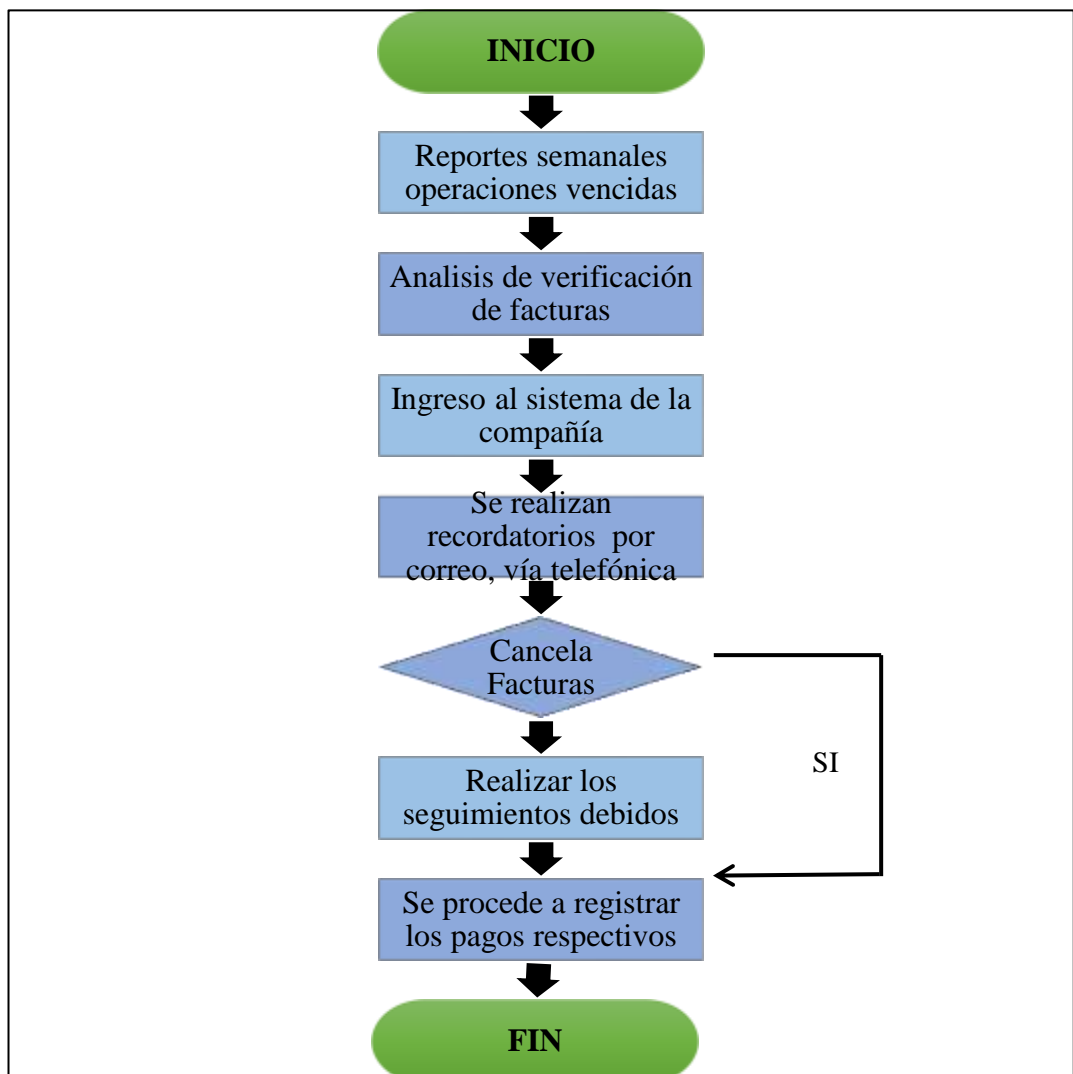 INICIO
Reportes semanales
operaciones vencidas
Analisis de verificación
de facturas
Ingreso al sistema de la
compañía
Se realizan
recordatorios  por
correo, vía telefónica
Cancela
Facturas
SI
Realizar los
seguimientos debidos
Se procede a registrar
los pagos respectivos
FIN